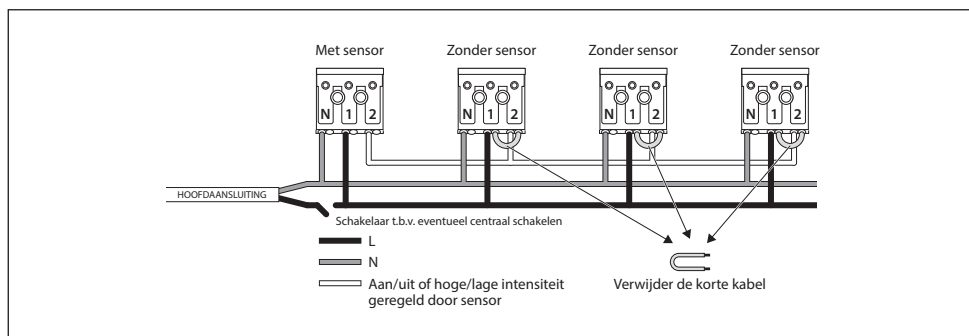 Met sensor Zonder sensor Zonder sensor Zonder sensor
N 1 2 N 1 2 N 1 2 N 1 2
HOOFDAANSLUITING
Schakelaar t.b.v. eventueel centraal schakelen
L
N
Aan/uit of hoge/lage intensiteit
geregeld door sensor
Verwijder de korte kabel